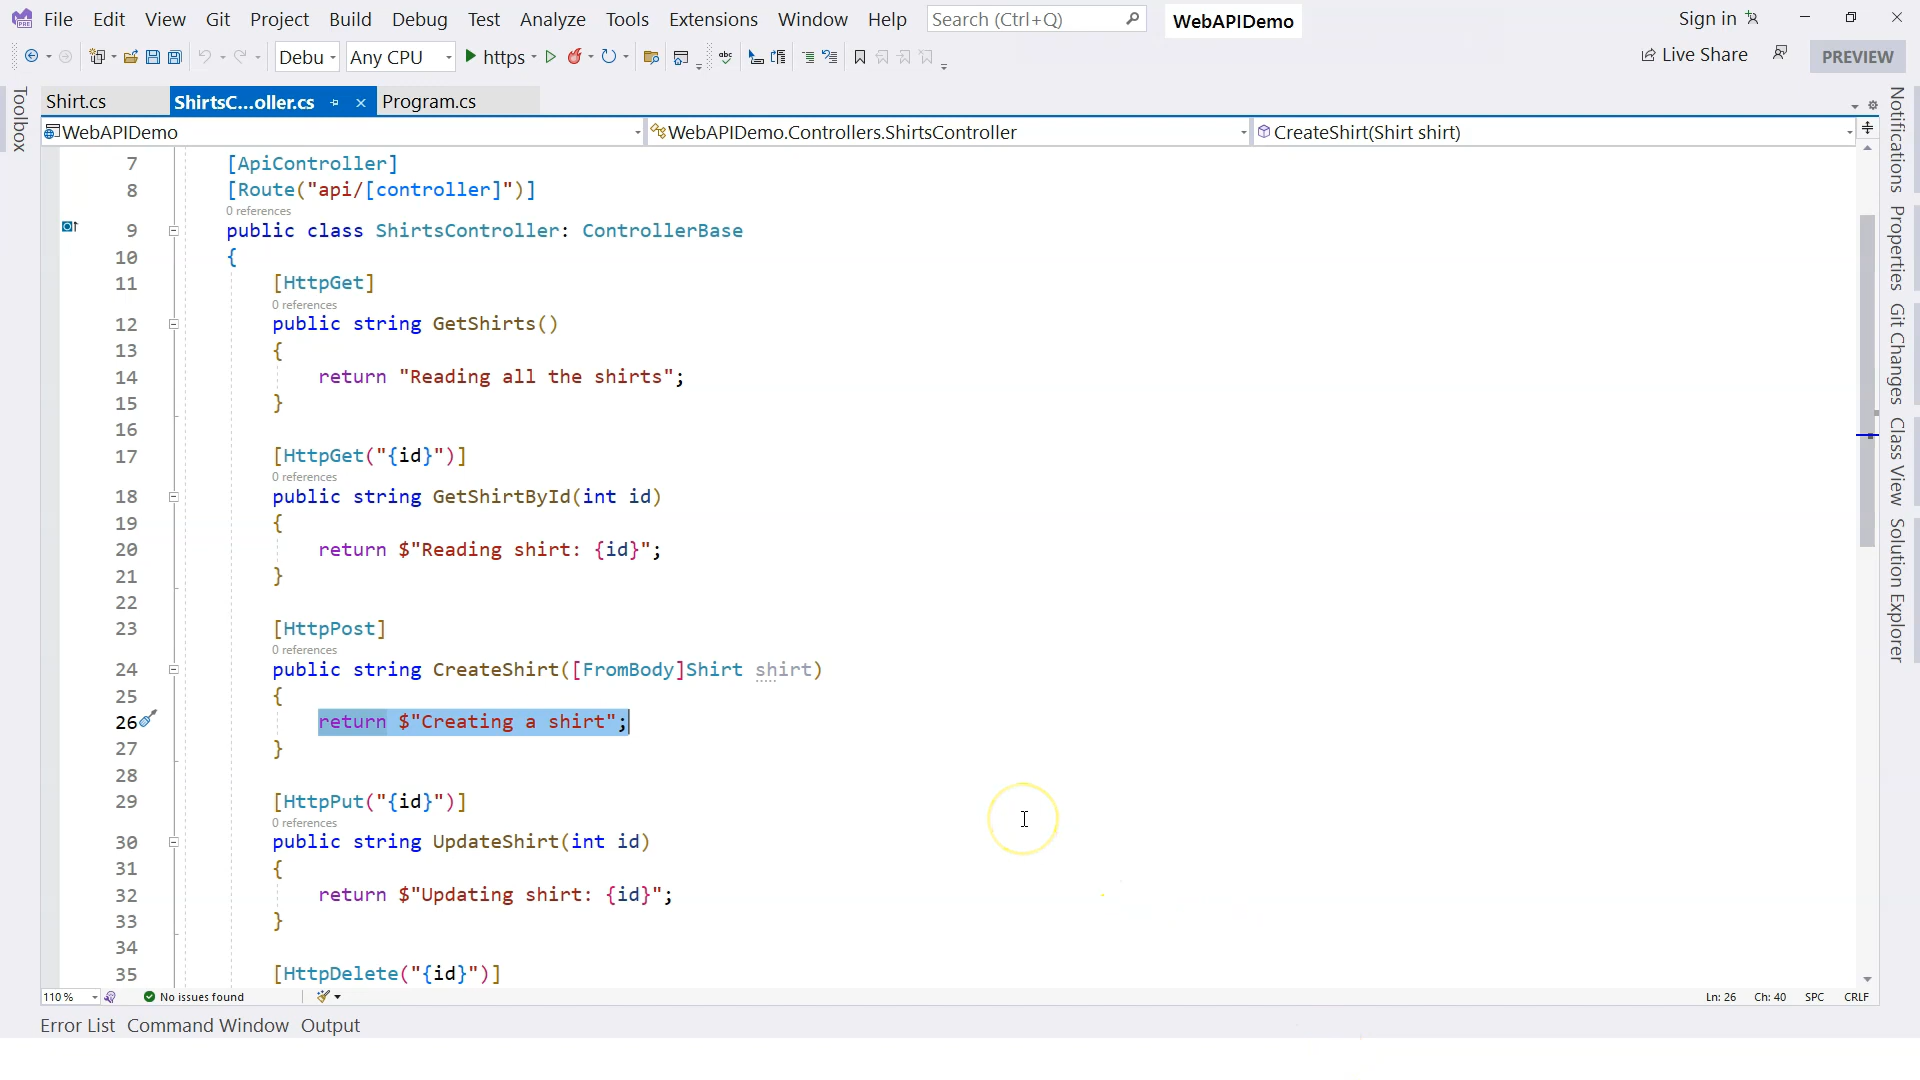 File Edit View Git Project Build Debug Test Analyze Tools Extensions Window Help Search (Ctrl+Q) WebAPIDemo Sign in
Debu Any CPU https Live Share PREVIEW
Toolbox
Shirt.cs ShirtsC...oller.cs Program.cs
WebAPIDemo WebAPIDemo.Controllers.ShirtsController CreateShirt(Shirt shirt)
7 [ApiController]
8 [Route("api/[controller]")]
0 references
9 public class ShirtsController: ControllerBase
10 {
11 [HttpGet]
0 references
12 public string GetShirts()
13 {
14 return "Reading all the shirts";
15 }
16
17 [HttpGet("{id}")]
0 references
18 public string GetShirtById(int id)
19 {
20 return $"Reading shirt: {id}";
21 }
22
23 [HttpPost]
0 references
24 public string CreateShirt([FromBody]Shirt shirt)
25 {
26 return $"Creating a shirt";
27 }
28
29 [HttpPut("{id}")]
0 references
30 public string UpdateShirt(int id)
31 {
32 return $"Updating shirt: {id}";
33 }
34
35 [HttpDelete("{id}")]
Notifications
Properties
Git Changes
Class View
Solution Explorer
110 % No issues found Ln: 26 Ch: 40 SPC CRLF
Error List Command Window Output